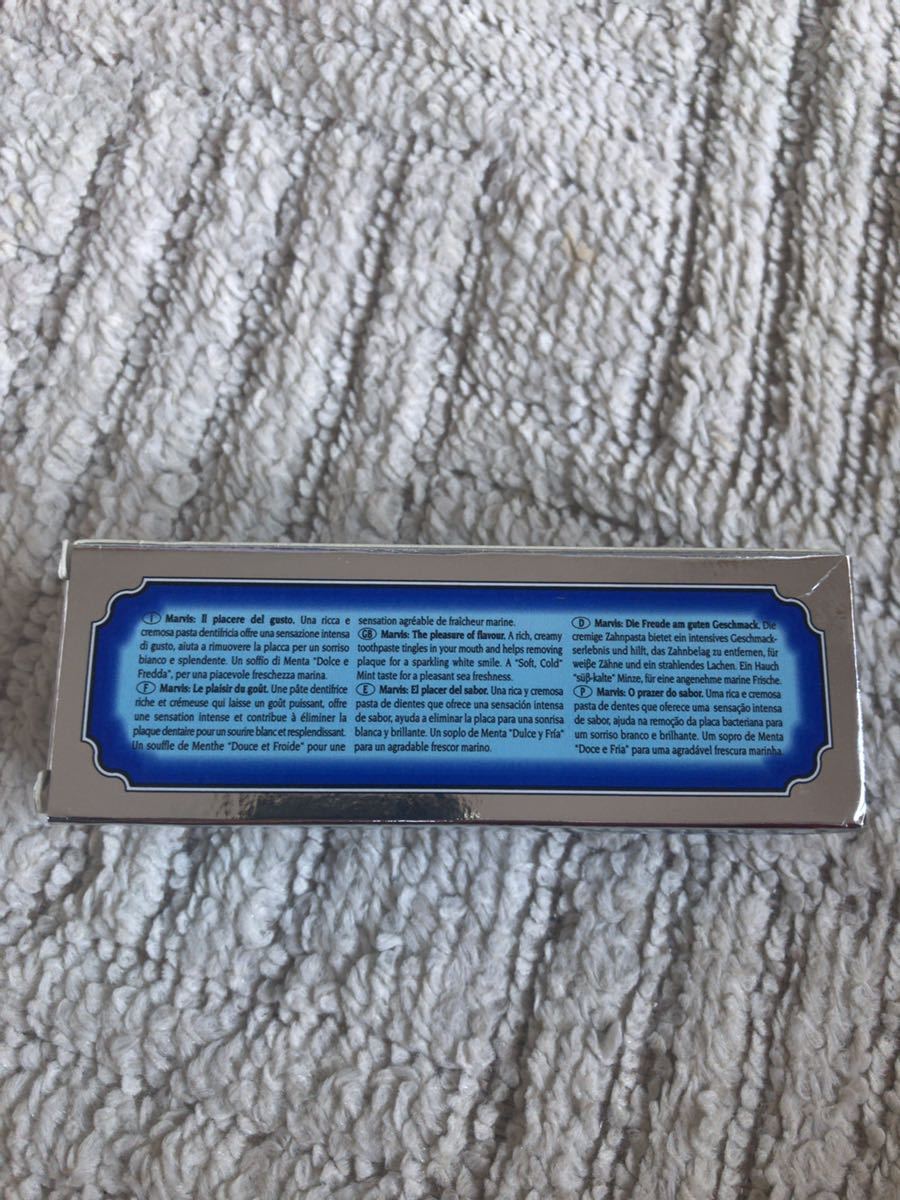 I Marvis: Il piacere del gusto. Una ricca e
cremosa pasta dentifricia offre una sensazione intensa
di gusto, aiuta a rimuovere la placca per un sorriso
bianco e splendente. Un soffio di Menta "Dolce e
Fredda", per una piacevole freschezza marina.
F Marvis: Le plaisir du goût. Une pâte dentifrice
riche et crémeuse qui laisse un goût puissant, offre
une sensation intense et contribue à éliminer la
plaque dentaire pour un sourire blanc et resplendissant.
Un souffle de Menthe "Douce et Froide" pour une
sensation agréable de fraîcheur marine.
GB Marvis: The pleasure of flavour. A rich, creamy
toothpaste tingles in your mouth and helps removing
plaque for a sparkling white smile. A "Soft, Cold"
Mint taste for a pleasant sea freshness.
E Marvis: El placer del sabor. Una rica y cremosa
pasta de dientes que ofrece una sensación intensa
de sabor, ayuda a eliminar la placa para una sonrisa
blanca y brillante. Un soplo de Menta "Dulce y Fría"
para un agradable frescor marino.
D Marvis: Die Freude am guten Geschmack. Die
cremige Zahnpasta bietet ein intensives Geschmack-
serlebnis und hilft, das Zahnbelag zu entfernen, für
weiße Zähne und ein strahlendes Lachen. Ein Hauch
"süß-kalte" Minze, für eine angenehme marine Frische.
P Marvis: O prazer do sabor. Uma rica e cremosa
pasta de dentes que oferece uma sensação intensa
de sabor, ajuda na remoção da placa bacteriana para
um sorriso branco e brilhante. Um sopro de Menta
"Doce e Fria" para uma agradável frescura marinha.